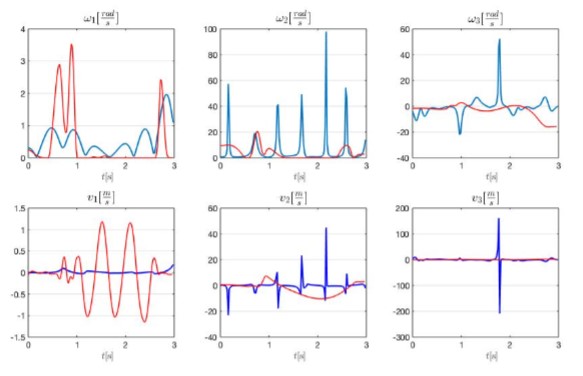 ω₁[rad/s] ω₂[rad/s] ω₃[rad/s]
4 100 60
3 80 40
2 60 20
1 40 0
0 20 -20
0 -40
0 1 2 3 0 1 2 3 0 1 2 3
t[s] t[s] t[s]
v₁[m/s] v₂[m/s] v₃[m/s]
1.5 60 200
1 40 100
0.5 20 0
0 0 -100
-0.5 -20 -200
-1 -40 -300
-1.5
0 1 2 3 0 1 2 3 0 1 2 3
t[s] t[s] t[s]